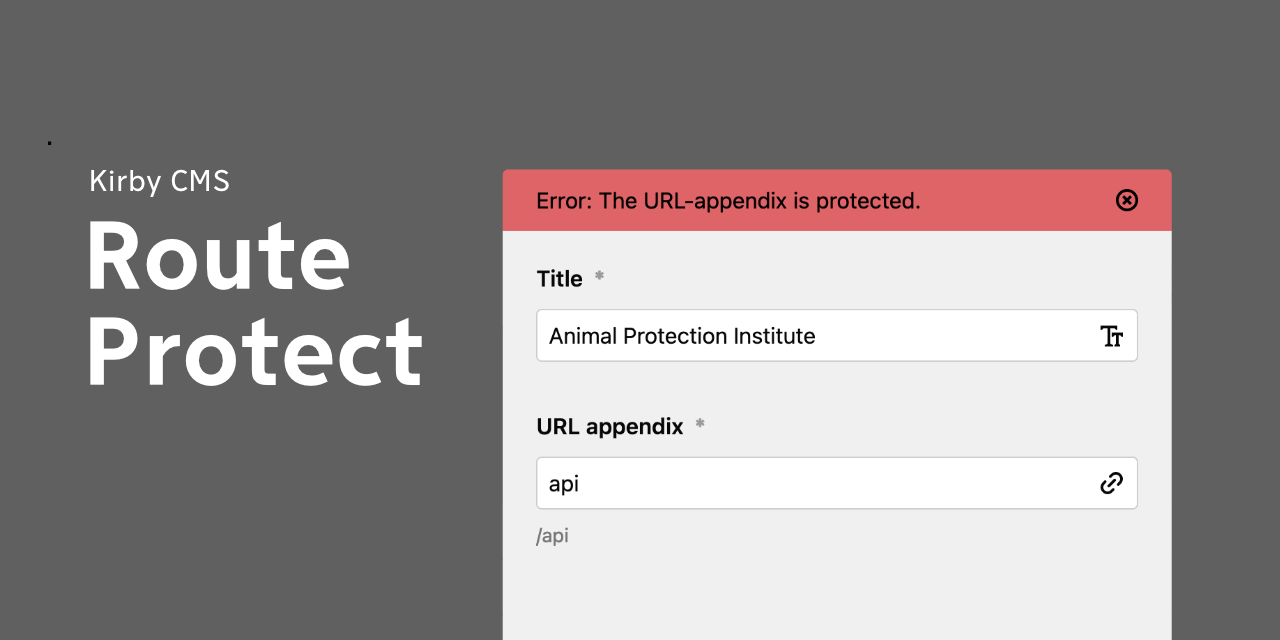 Kirby CMS
Route
Protect
Error: The URL-appendix is protected.
Title *
Animal Protection Institute
URL appendix *
api
/api